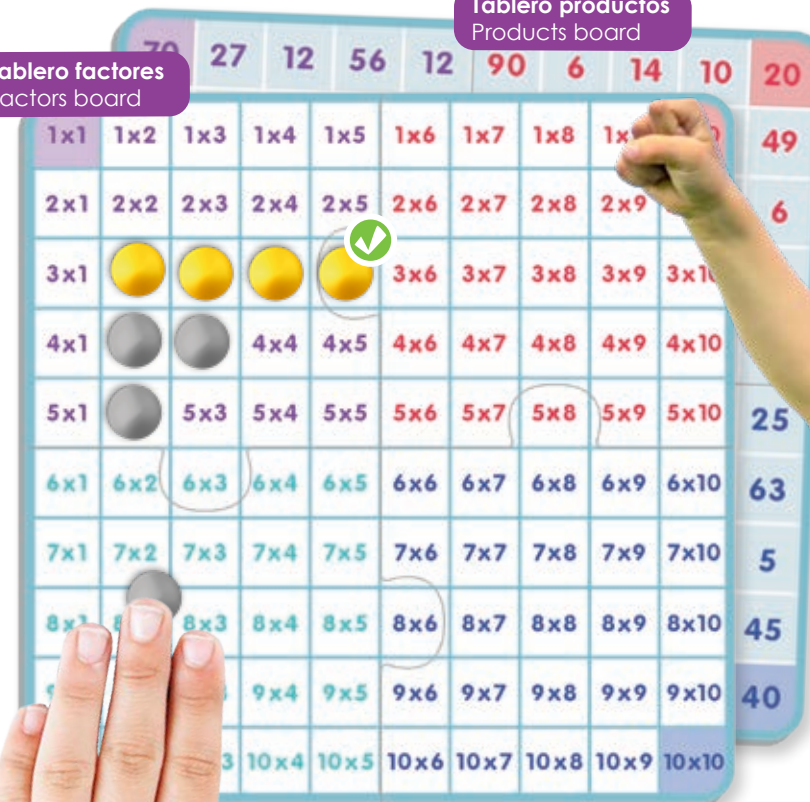 Tablero productos
Products board
ablero factores
actors board
70 27 12 56 12 90 6 14 10 20
1x1 1x2 1x3 1x4 1x5 1x6 1x7 1x8 49
2x1 2x2 2x3 2x4 2x5 2x6 2x7 2x8 2x9 6
3x1 3x6 3x7 3x8 3x9 3x10
4x1 4x4 4x5 4x6 4x7 4x8 4x9 4x10
5x1 5x3 5x4 5x5 5x6 5x7 5x8 5x9 5x10 25
6x1 6x2 6x3 6x4 6x5 6x6 6x7 6x8 6x9 6x10 63
7x1 7x2 7x3 7x4 7x5 7x6 7x7 7x8 7x9 7x10 5
8x1 8x3 8x4 8x5 8x6 8x7 8x8 8x9 8x10 45
9x4 9x5 9x6 9x7 9x8 9x9 9x10 40
3 10x4 10x5 10x6 10x7 10x8 10x9 10x10